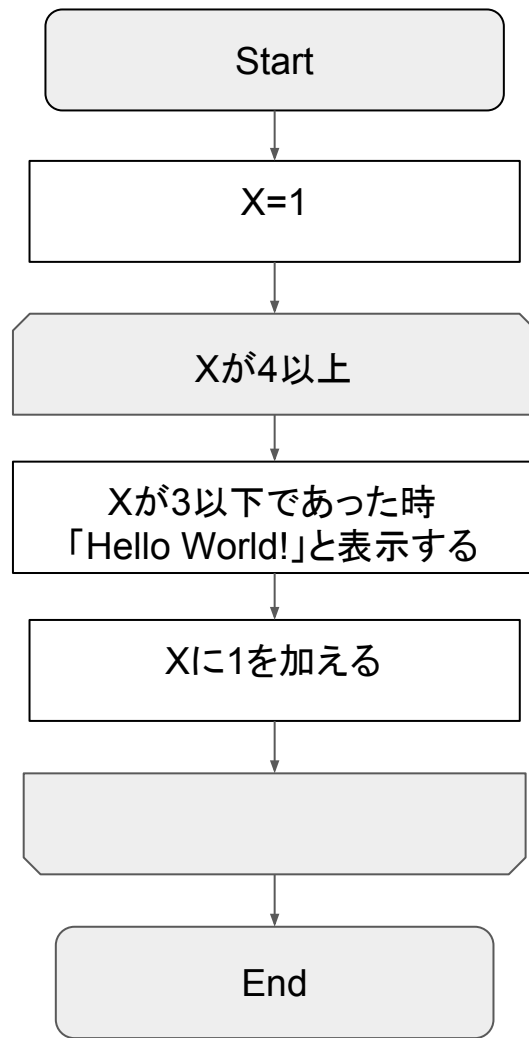 Start
X=1
Xが4以上
Xが3以下であった時
「Hello World!」と表示する
Xに1を加える
End